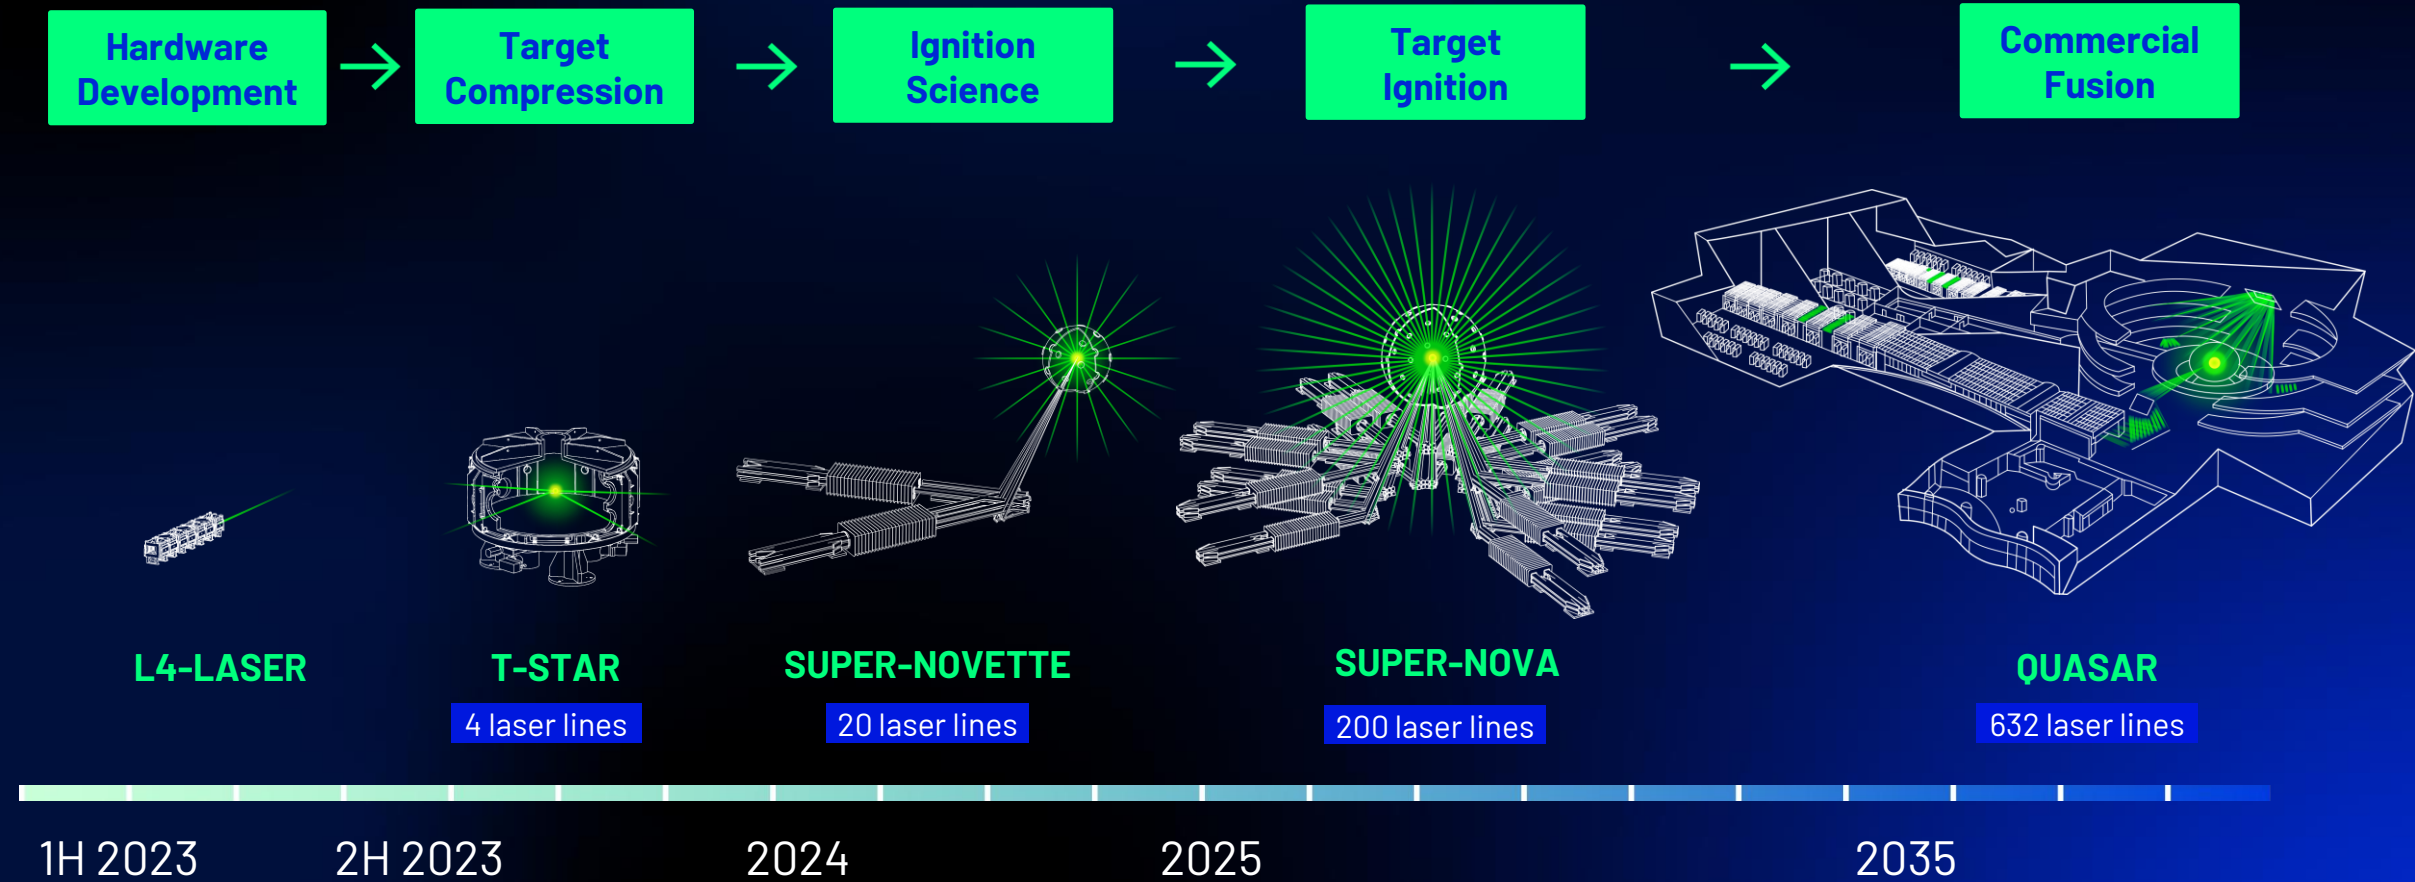 Hardware
Development
Target
Compression
Ignition
Science
Target
Ignition
Commercial
Fusion
L4-LASER
T-STAR
SUPER-NOVETTE
SUPER-NOVA
QUASAR
4 laser lines
20 laser lines
200 laser lines
632 laser lines
1H 2023
2H 2023
2024
2025
2035